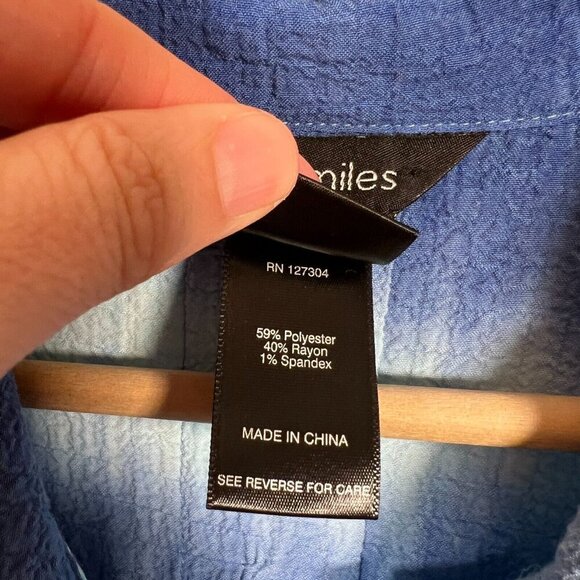 miles
RN 127304
59% Polyester
40% Rayon
1% Spandex
MADE IN CHINA
SEE REVERSE FOR CARE